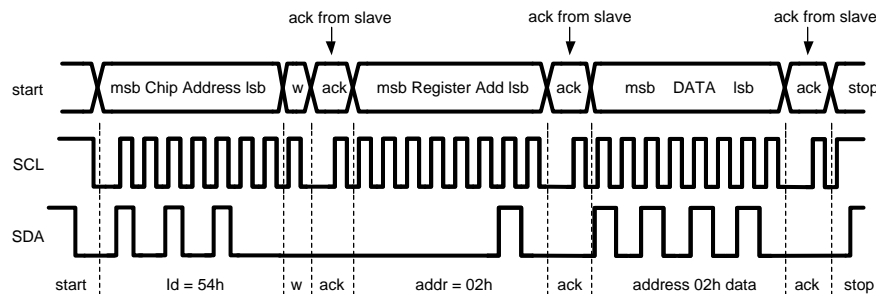 ack from slave ack from slave ack from slave
start msb Chip Address lsb w ack msb Register Add lsb ack msb DATA lsb ack stop
SCL
SDA
start Id = 54h w ack addr = 02h ack address 02h data ack stop